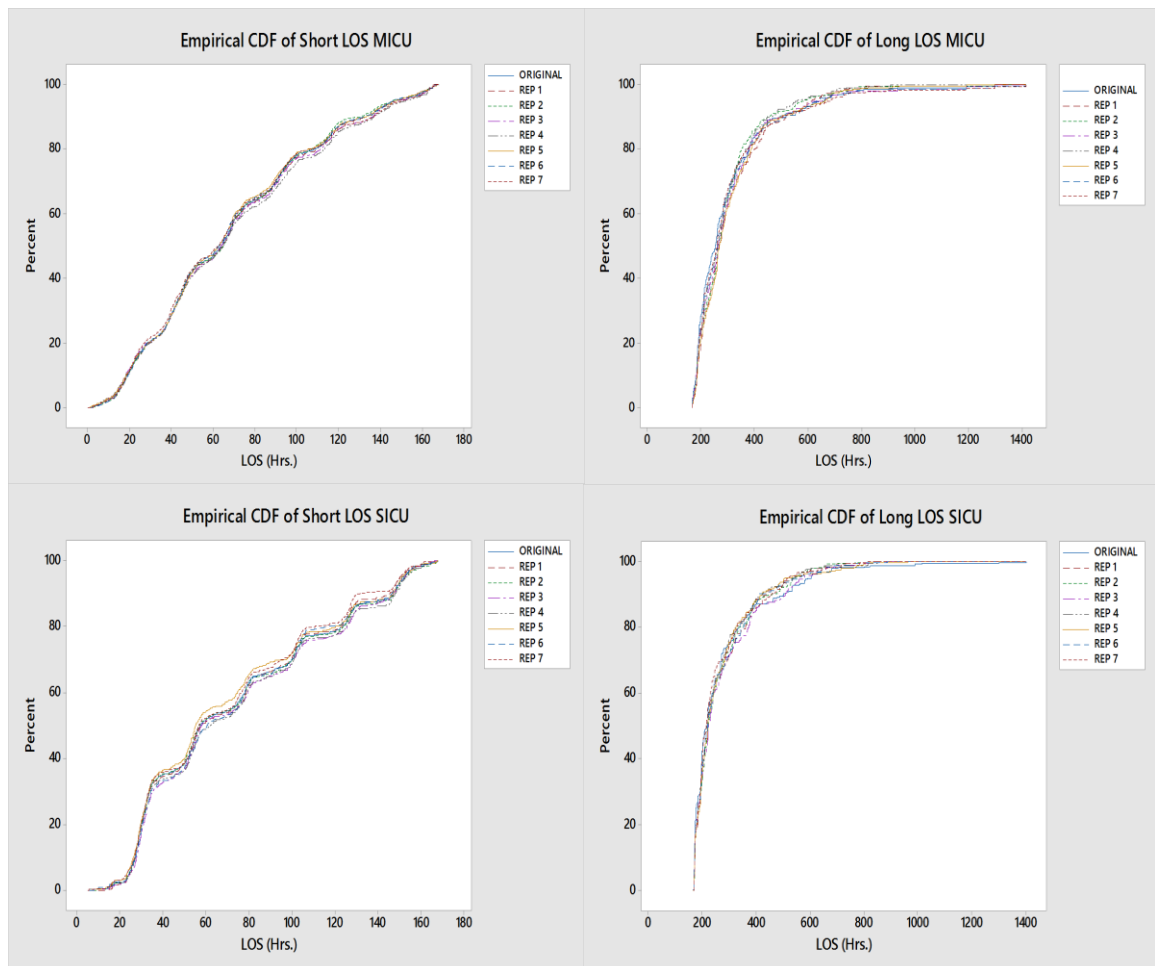 Empirical CDF of Short LOS MICU
100
80
60
40
20
0
Percent
0 20 40 60 80 100 120 140 160 180
LOS (Hrs.)
ORIGINAL
REP 1
REP 2
REP 3
REP 4
REP 5
REP 6
REP 7
Empirical CDF of Long LOS MICU
100
80
60
40
20
0
Percent
0 200 400 600 800 1000 1200 1400
LOS (Hrs.)
ORIGINAL
REP 1
REP 2
REP 3
REP 4
REP 5
REP 6
REP 7
Empirical CDF of Short LOS SICU
100
80
60
40
20
0
Percent
0 20 40 60 80 100 120 140 160 180
LOS (Hrs.)
ORIGINAL
REP 1
REP 2
REP 3
REP 4
REP 5
REP 6
REP 7
Empirical CDF of Long LOS SICU
100
80
60
40
20
0
Percent
0 200 400 600 800 1000 1200 1400
LOS (Hrs.)
ORIGINAL
REP 1
REP 2
REP 3
REP 4
REP 5
REP 6
REP 7